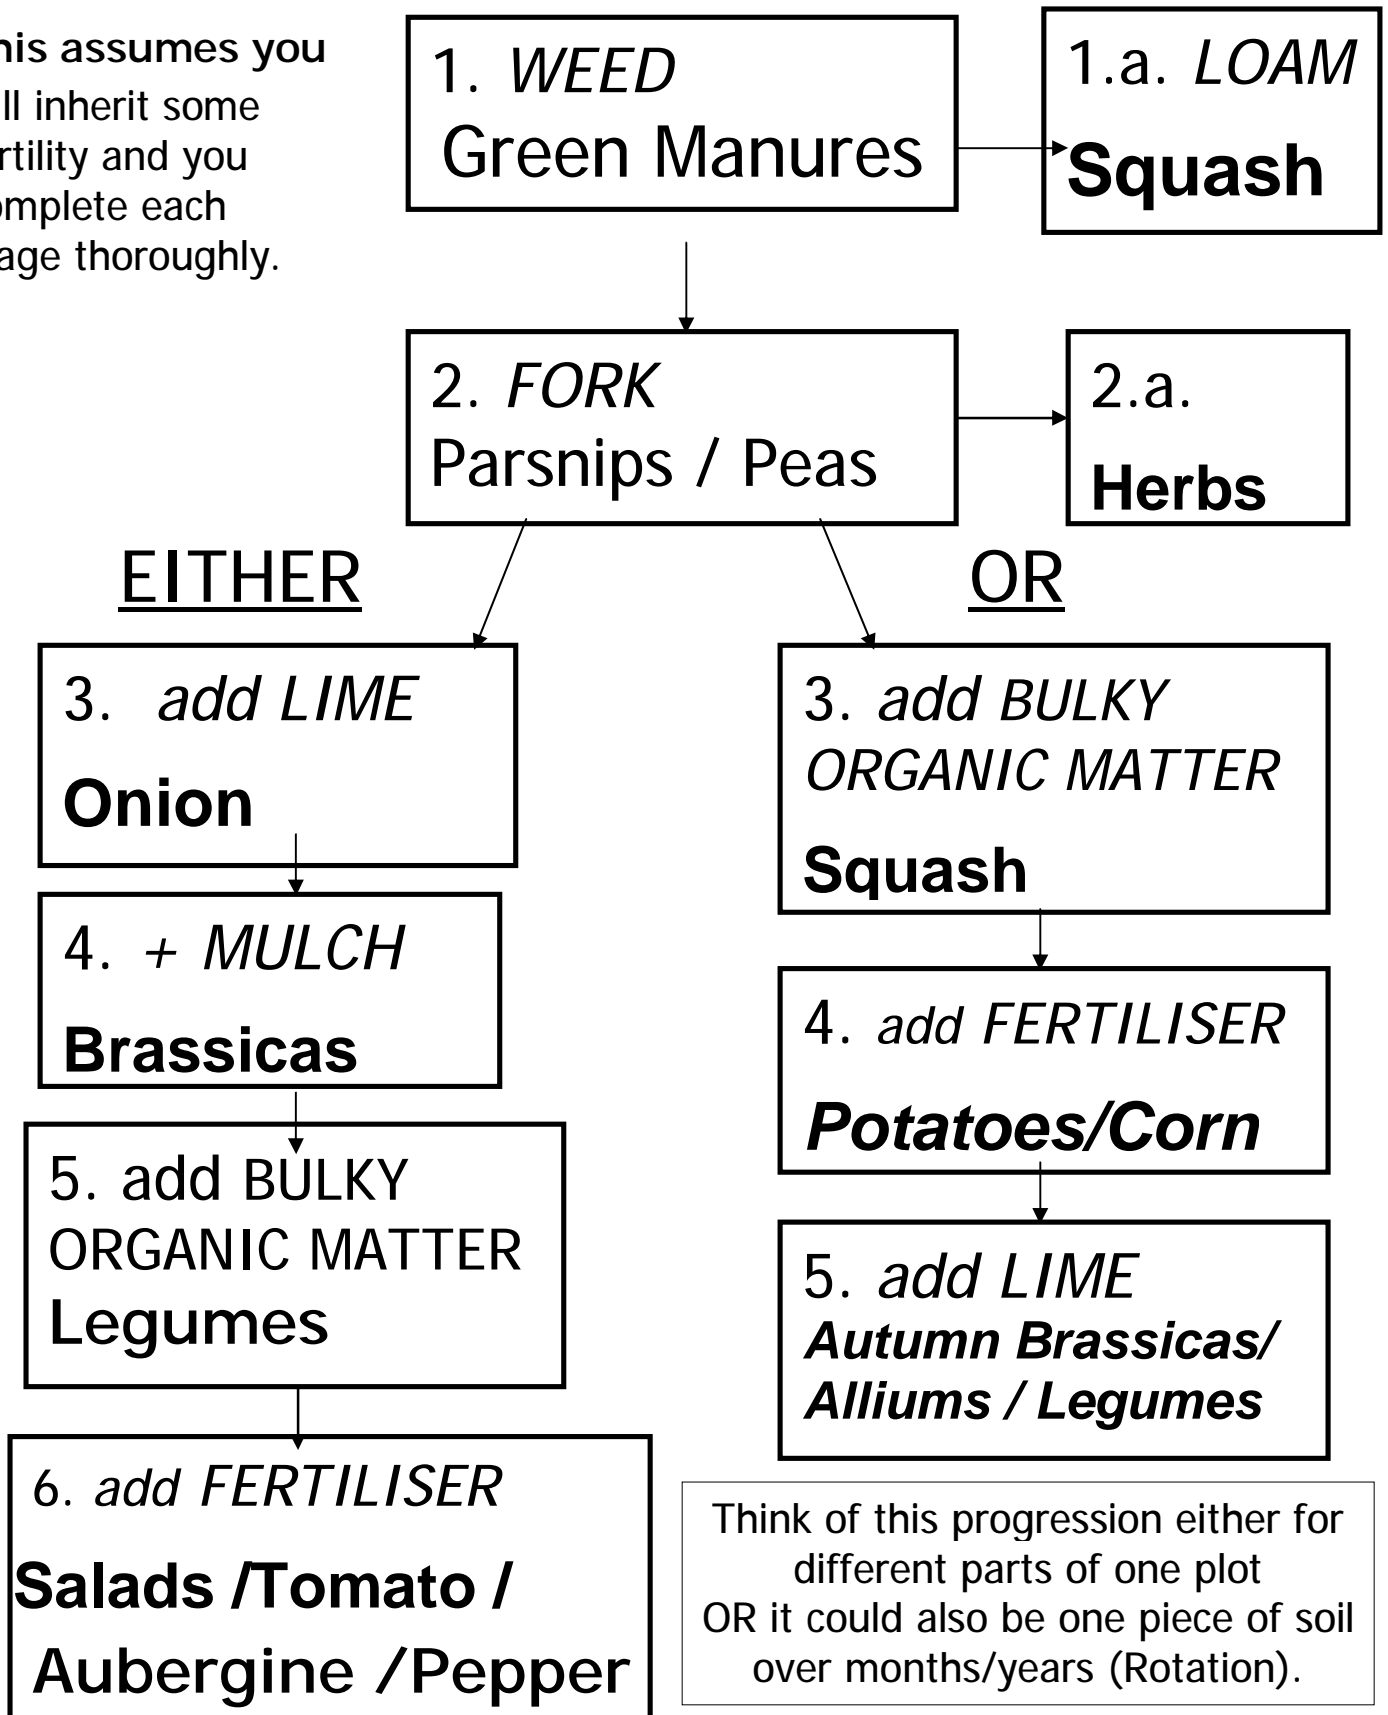 his assumes you
ll inherit some
rtility and you
omplete each
age thoroughly.
1. WEED
Green Manures
1.a. LOAM
Squash
2. FORK
Parsnips / Peas
2.a.
Herbs
EITHER
OR
3. add LIME
Onion
4. + MULCH
Brassicas
5. add BULKY
ORGANIC MATTER
Legumes
6. add FERTILISER
Salads /Tomato /
Aubergine /Pepper
3. add BULKY
ORGANIC MATTER
Squash
4. add FERTILISER
Potatoes/Corn
5. add LIME
Autumn Brassicas/
Alliums / Legumes
Think of this progression either for
different parts of one plot
OR it could also be one piece of soil
over months/years (Rotation).